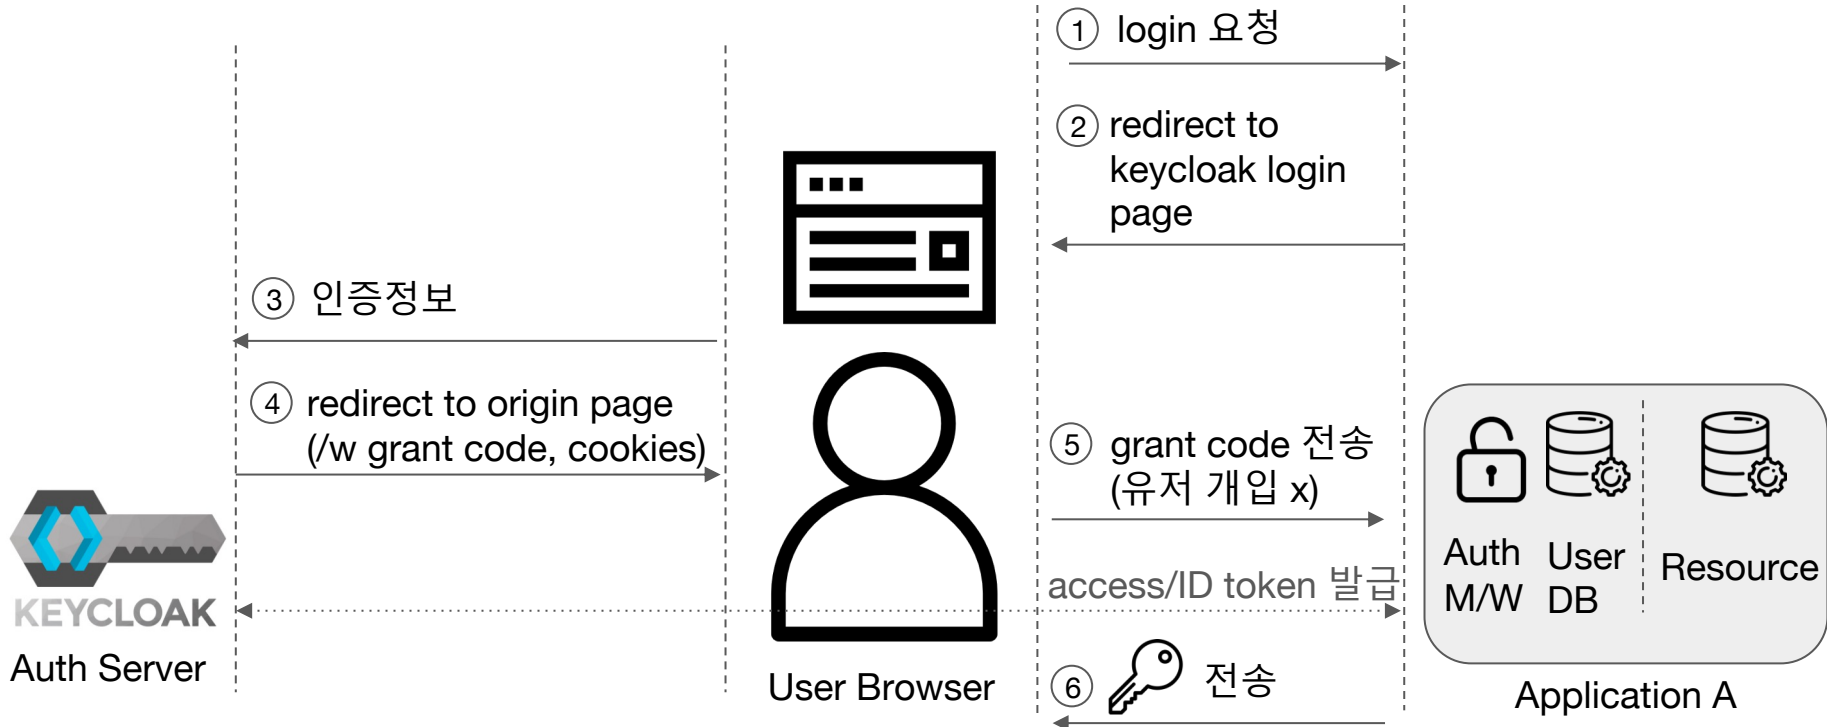 ① login 요청
② redirect to
keycloak login
page
③ 인증정보
④ redirect to origin page
(/w grant code, cookies)
⑤ grant code 전송
(유저 개입 x)
access/ID token 발급
⑥ 전송
KEYCLOAK
Auth Server
User Browser
Auth
M/W
User
DB
Resource
Application A